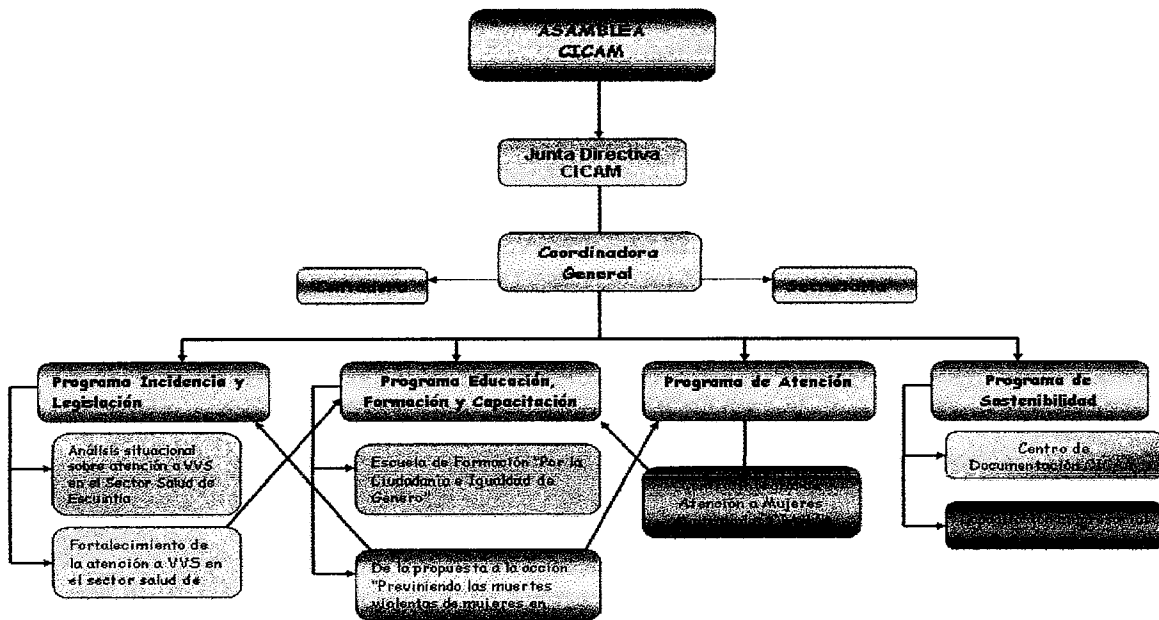 ASAMBLEA
CICAM
Junta Directiva
CICAM
Coordinadora
General
Contadora
Secretaria
Programa Incidencia y
Legislación
Programa Educación,
Formación y Capacitación
Programa de Atención
Programa de
Sostenibilidad
Análisis situacional
sobre atención a VVS
en el Sector Salud de
Escuintla
Escuela de Formación "Por la
Ciudadanía e Igualdad de
Género"
Atención a Mujeres
Centro de
Documentación
Fortalecimiento de
la atención a VVS en
el sector salud de
De la propuesta a la acción
"Previniendo las muertes
violentas de mujeres en